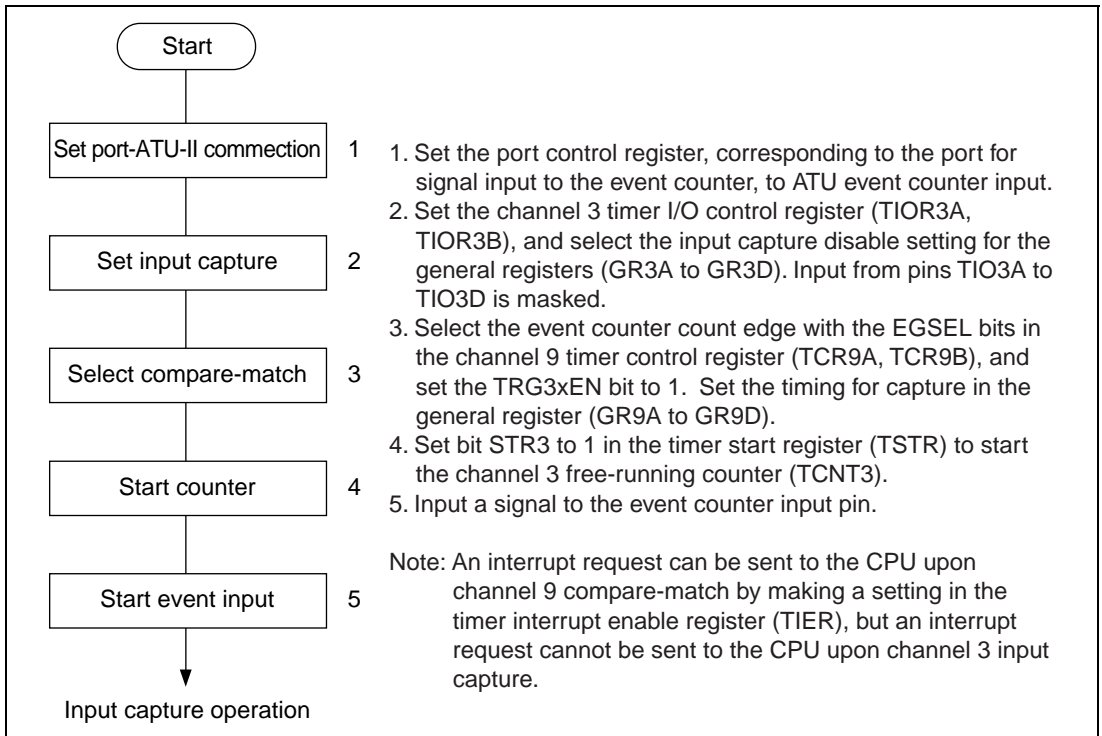 Start
Set port-ATU-II commection
1
Set input capture
2
Select compare-match
3
Start counter
4
Start event input
5
Input capture operation
1. Set the port control register, corresponding to the port for
signal input to the event counter, to ATU event counter input.
2. Set the channel 3 timer I/O control register (TIOR3A,
TIOR3B), and select the input capture disable setting for the
general registers (GR3A to GR3D). Input from pins TIO3A to
TIO3D is masked.
3. Select the event counter count edge with the EGSEL bits in
the channel 9 timer control register (TCR9A, TCR9B), and
set the TRG3xEN bit to 1. Set the timing for capture in the
general register (GR9A to GR9D).
4. Set bit STR3 to 1 in the timer start register (TSTR) to start
the channel 3 free-running counter (TCNT3).
5. Input a signal to the event counter input pin.
Note: An interrupt request can be sent to the CPU upon
channel 9 compare-match by making a setting in the
timer interrupt enable register (TIER), but an interrupt
request cannot be sent to the CPU upon channel 3 input
capture.